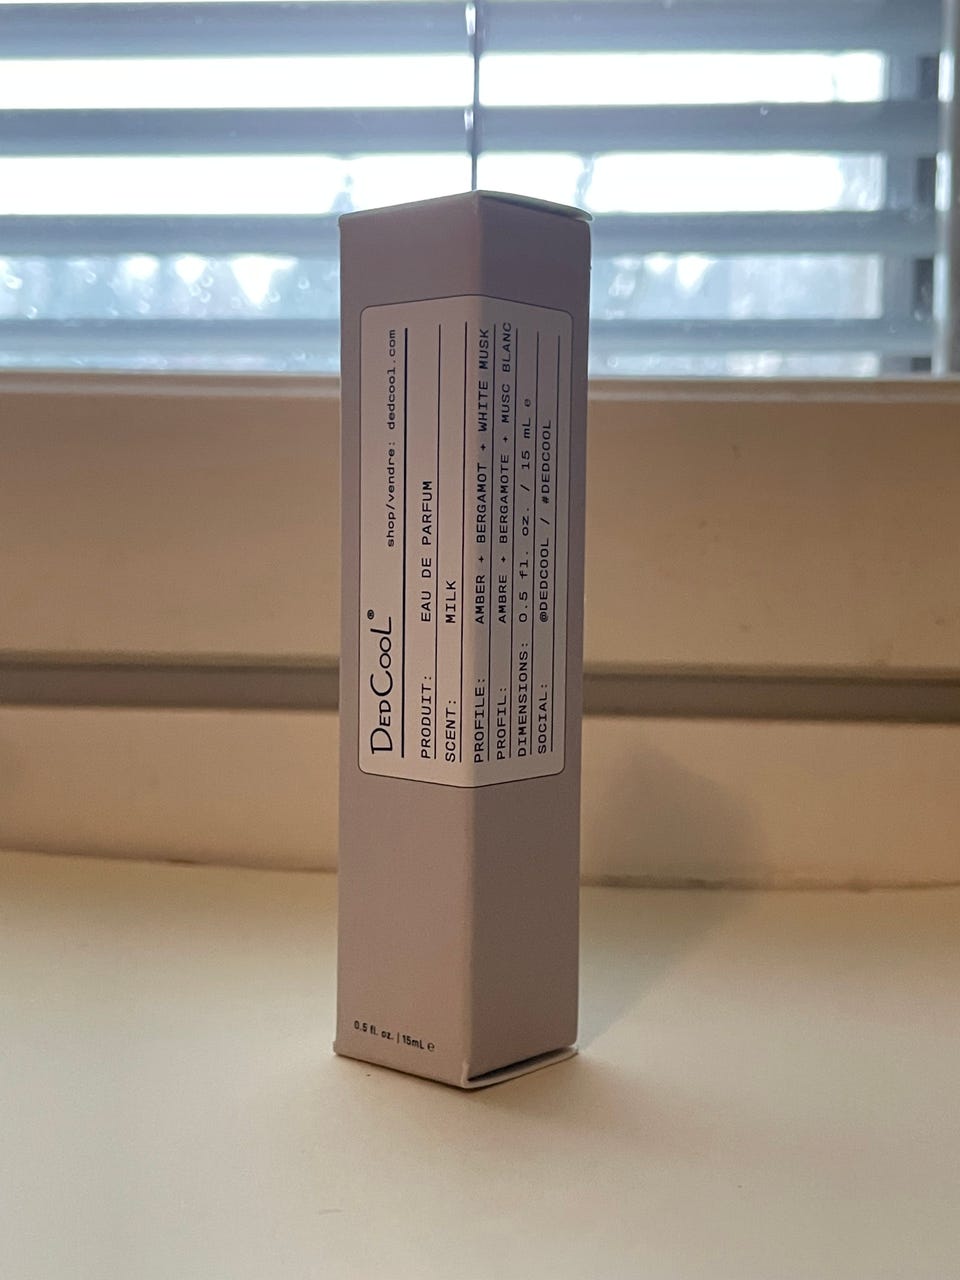 DEDCOOL® shop/vendre: dedcool.com
PRODUIT: EAU DE PARFUM
SCENT: MILK
PROFILE: AMBER + BERGAMOT + WHITE MUSK
PROFIL: AMBRE + BERGAMOTE + MUSC BLANC
DIMENSIONS: 0.5 fl. oz. / 15 mL e
SOCIAL: @DEDCOOL / #DEDCOOL
0.5 fl. oz. | 15mL e